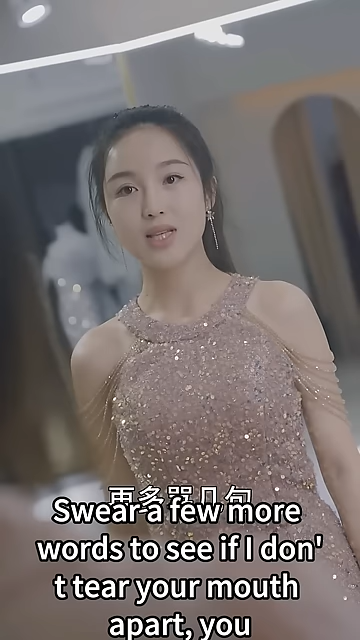 再多骂几句
Swear a few more
words to see if I don'
t tear your mouth
apart, you